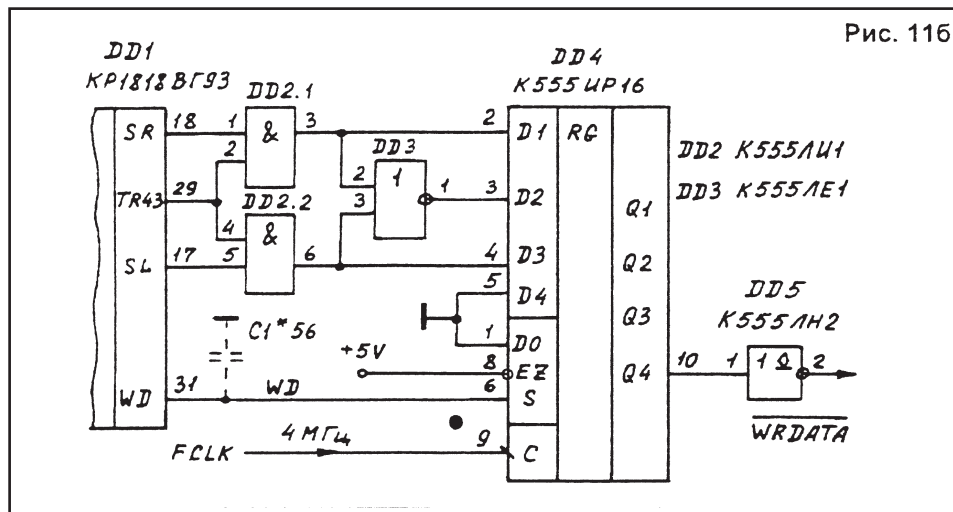 Рис. 11б
DD1
КР1818ВГ93
DD2.1
DD4
К555ИР16
SR 18 1 & 3 2 D1 RG
2
DD3
DD2 К555ЛИ1
DD3 К555ЛЕ1
TR43 29 2 1 1 3 D2
3
DD2.2
Q1
4 &
SL 17 5 6 4 D3 Q2
5 D4
DD5
К555ЛН2
C1* 56
1 D0 Q3
+5V 8 EZ Q4 10 1 1 2
WD 31 WD 6 S
WRDATA
FCLK 4 МГц 9 C